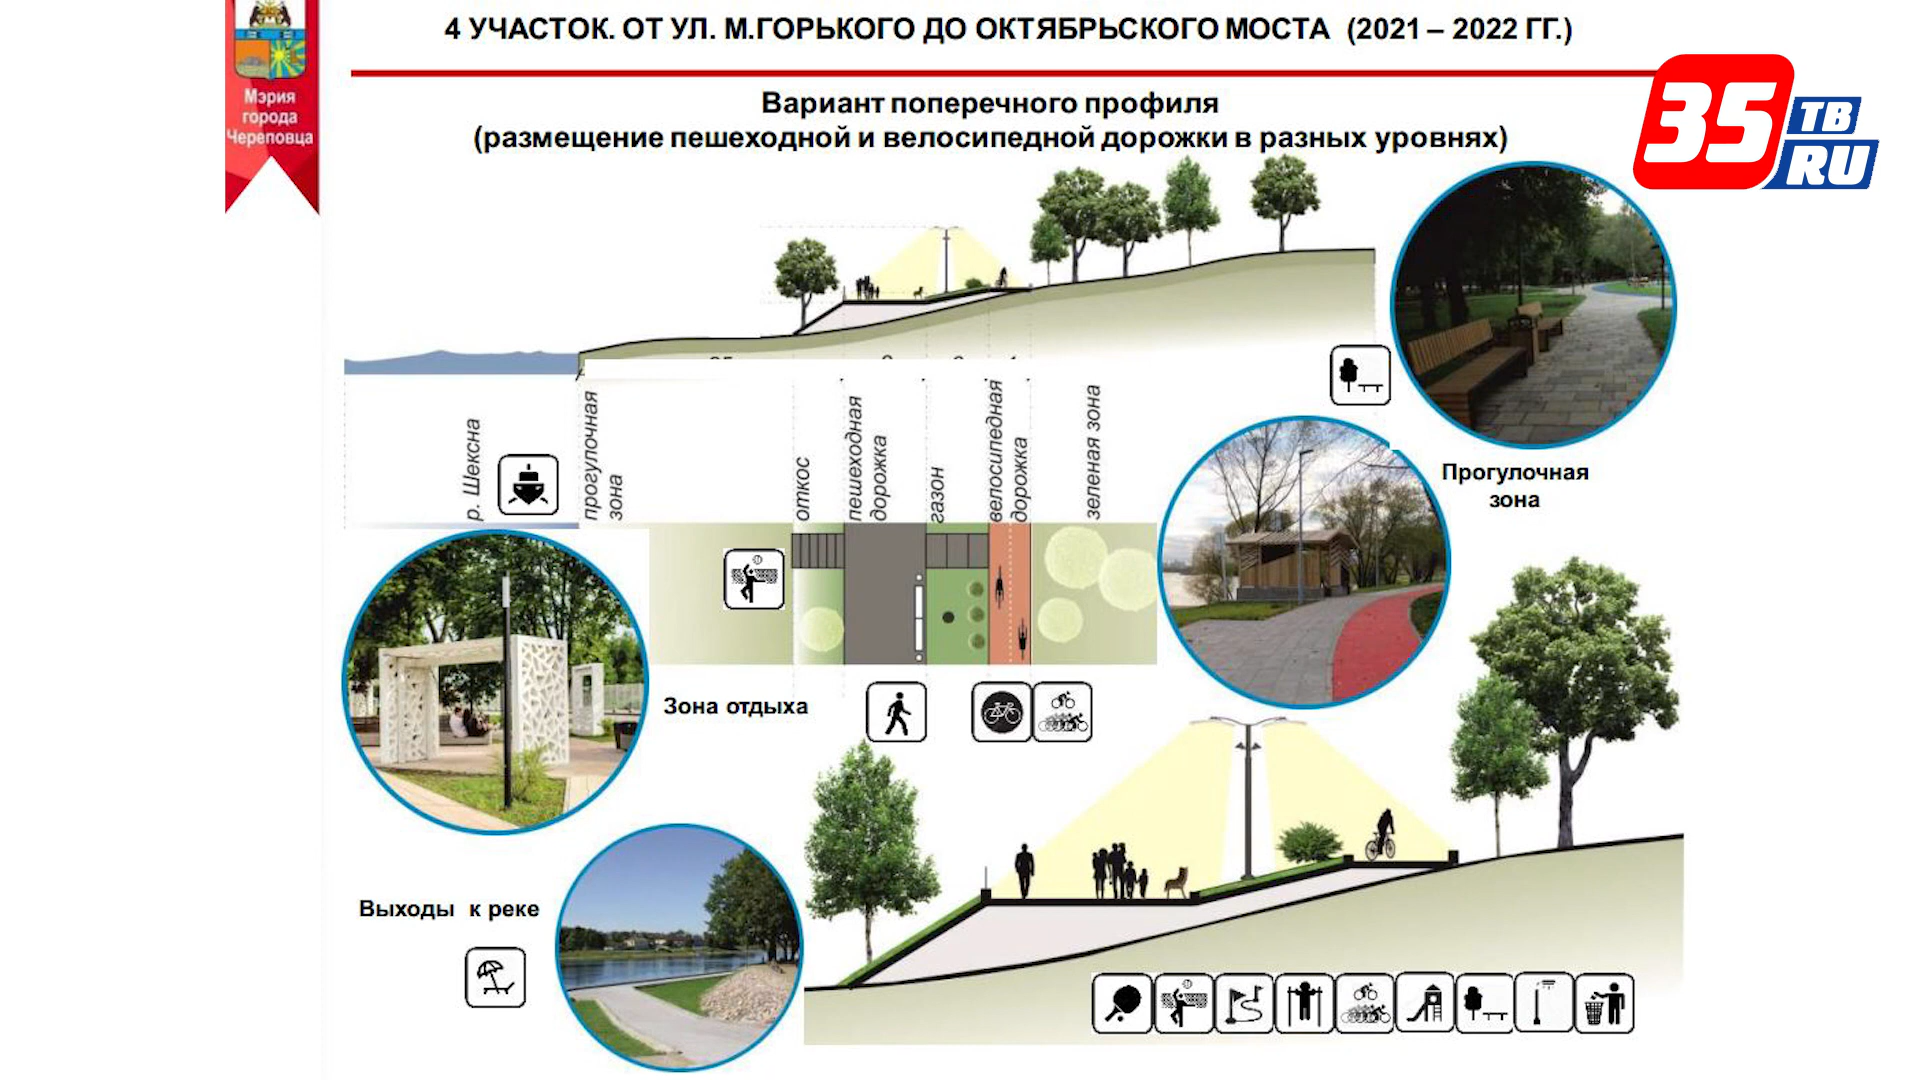 4 УЧАСТОК. ОТ УЛ. М.ГОРЬКОГО ДО ОКТЯБРЬСКОГО МОСТА (2021 – 2022 ГГ.)
Мэрия
города
Череповца
35
ТВ
RU
Вариант поперечного профиля
(размещение пешеходной и велосипедной дорожки в разных уровнях)
р. Шексна
прогулочная
зона
откос
пешеходная
дорожка
газон
велосипедная
дорожка
зеленая зона
Прогулочная
зона
Зона отдыха
Выходы к реке